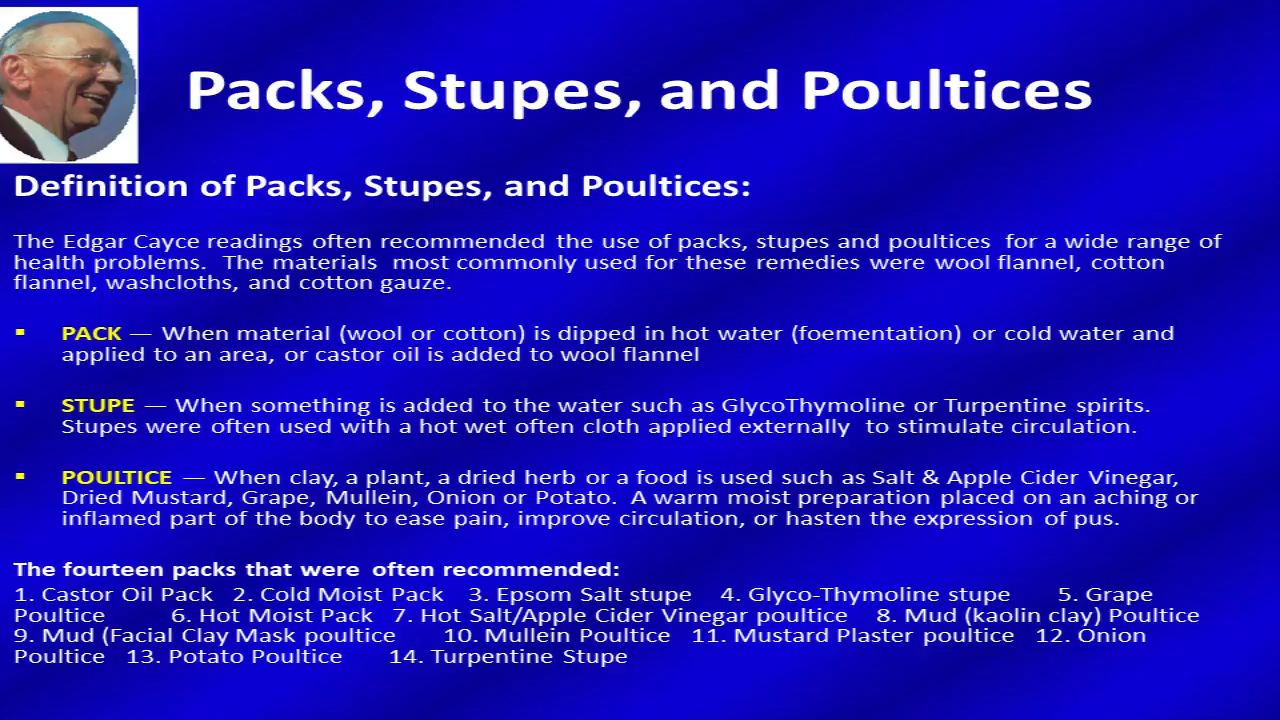 Packs, Stupes, and Poultices
Definition of Packs, Stupes, and Poultices:
The Edgar Cayce readings often recommended the use of packs, stupes and poultices for a wide range of
health problems. The materials most commonly used for these remedies were wool flannel, cotton
flannel, washcloths, and cotton gauze.
▪ PACK — When material (wool or cotton) is dipped in hot water (foementation) or cold water and
applied to an area, or castor oil is added to wool flannel
▪ STUPE — When something is added to the water such as GlycoThymoline or Turpentine spirits.
Stupes were often used with a hot wet often cloth applied externally to stimulate circulation.
▪ POULTICE — When clay, a plant, a dried herb or a food is used such as Salt & Apple Cider Vinegar,
Dried Mustard, Grape, Mullein, Onion or Potato. A warm moist preparation placed on an aching or
inflamed part of the body to ease pain, improve circulation, or hasten the expression of pus.
The fourteen packs that were often recommended:
1. Castor Oil Pack 2. Cold Moist Pack 3. Epsom Salt stupe 4. Glyco-Thymoline stupe 5. Grape
Poultice 6. Hot Moist Pack 7. Hot Salt/Apple Cider Vinegar poultice 8. Mud (kaolin clay) Poultice
9. Mud (Facial Clay Mask poultice 10. Mullein Poultice 11. Mustard Plaster poultice 12. Onion
Poultice 13. Potato Poultice 14. Turpentine Stupe